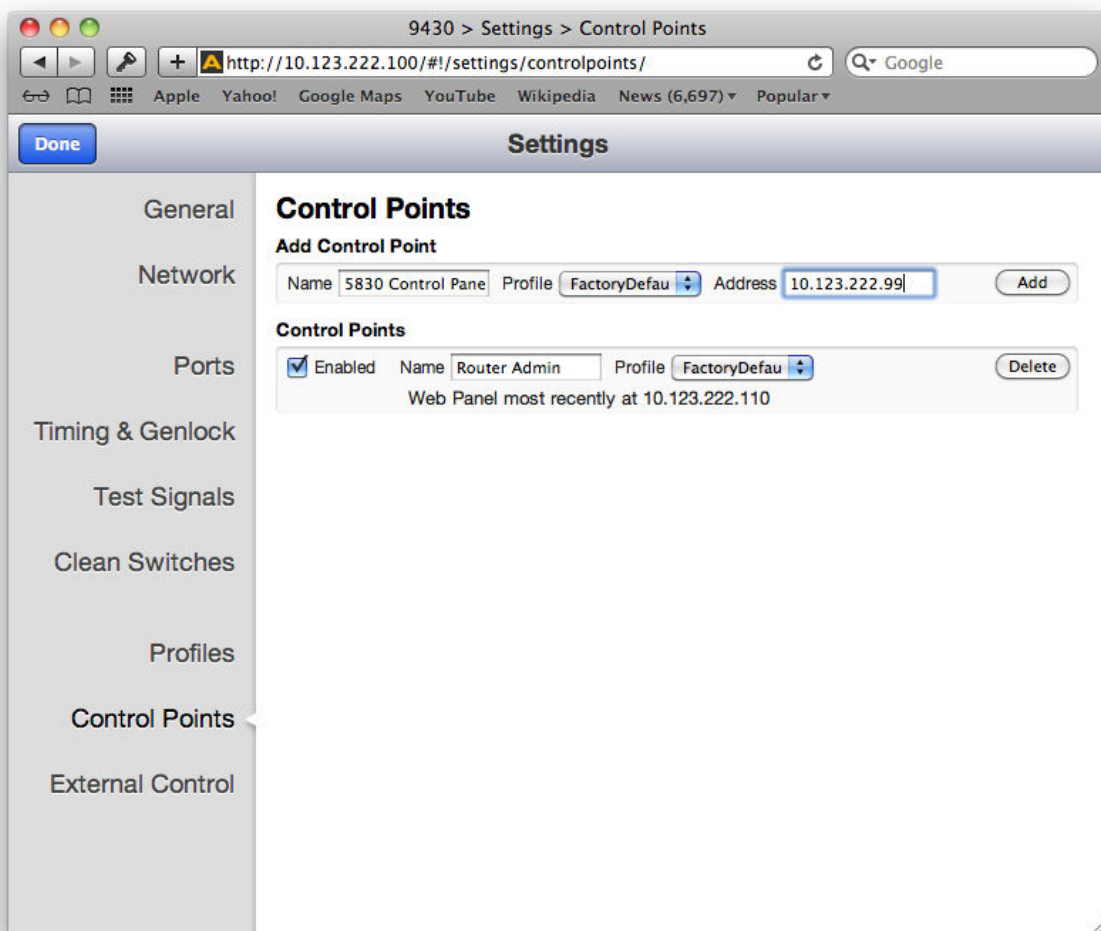 9430 > Settings > Control Points
http://10.123.222.100/#!/settings/controlpoints/
Google
Apple Yahoo! Google Maps YouTube Wikipedia News (6,697) Popular
Done
Settings
General
Network
Ports
Timing & Genlock
Test Signals
Clean Switches
Profiles
Control Points
External Control
Control Points
Add Control Point
Name 5830 Control Pane Profile FactoryDefau Address 10.123.222.99 Add
Control Points
Enabled Name Router Admin Profile FactoryDefau Delete
Web Panel most recently at 10.123.222.110